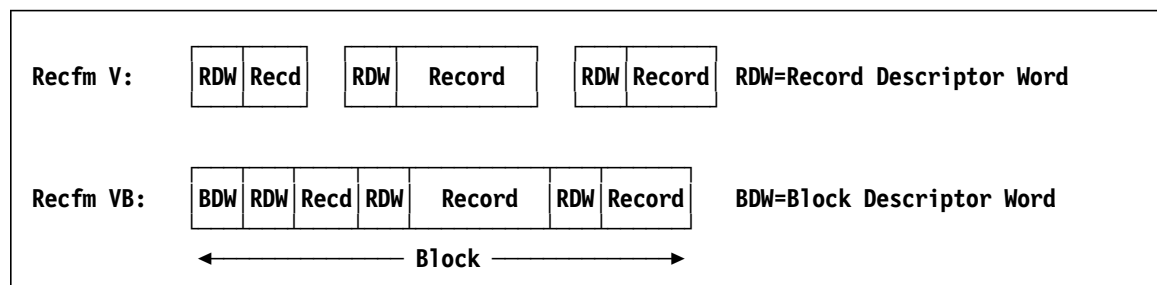 Recfm V: RDW Recd RDW Record RDW Record RDW=Record Descriptor Word
Recfm VB: BDW RDW Recd RDW Record RDW Record BDW=Block Descriptor Word
Block